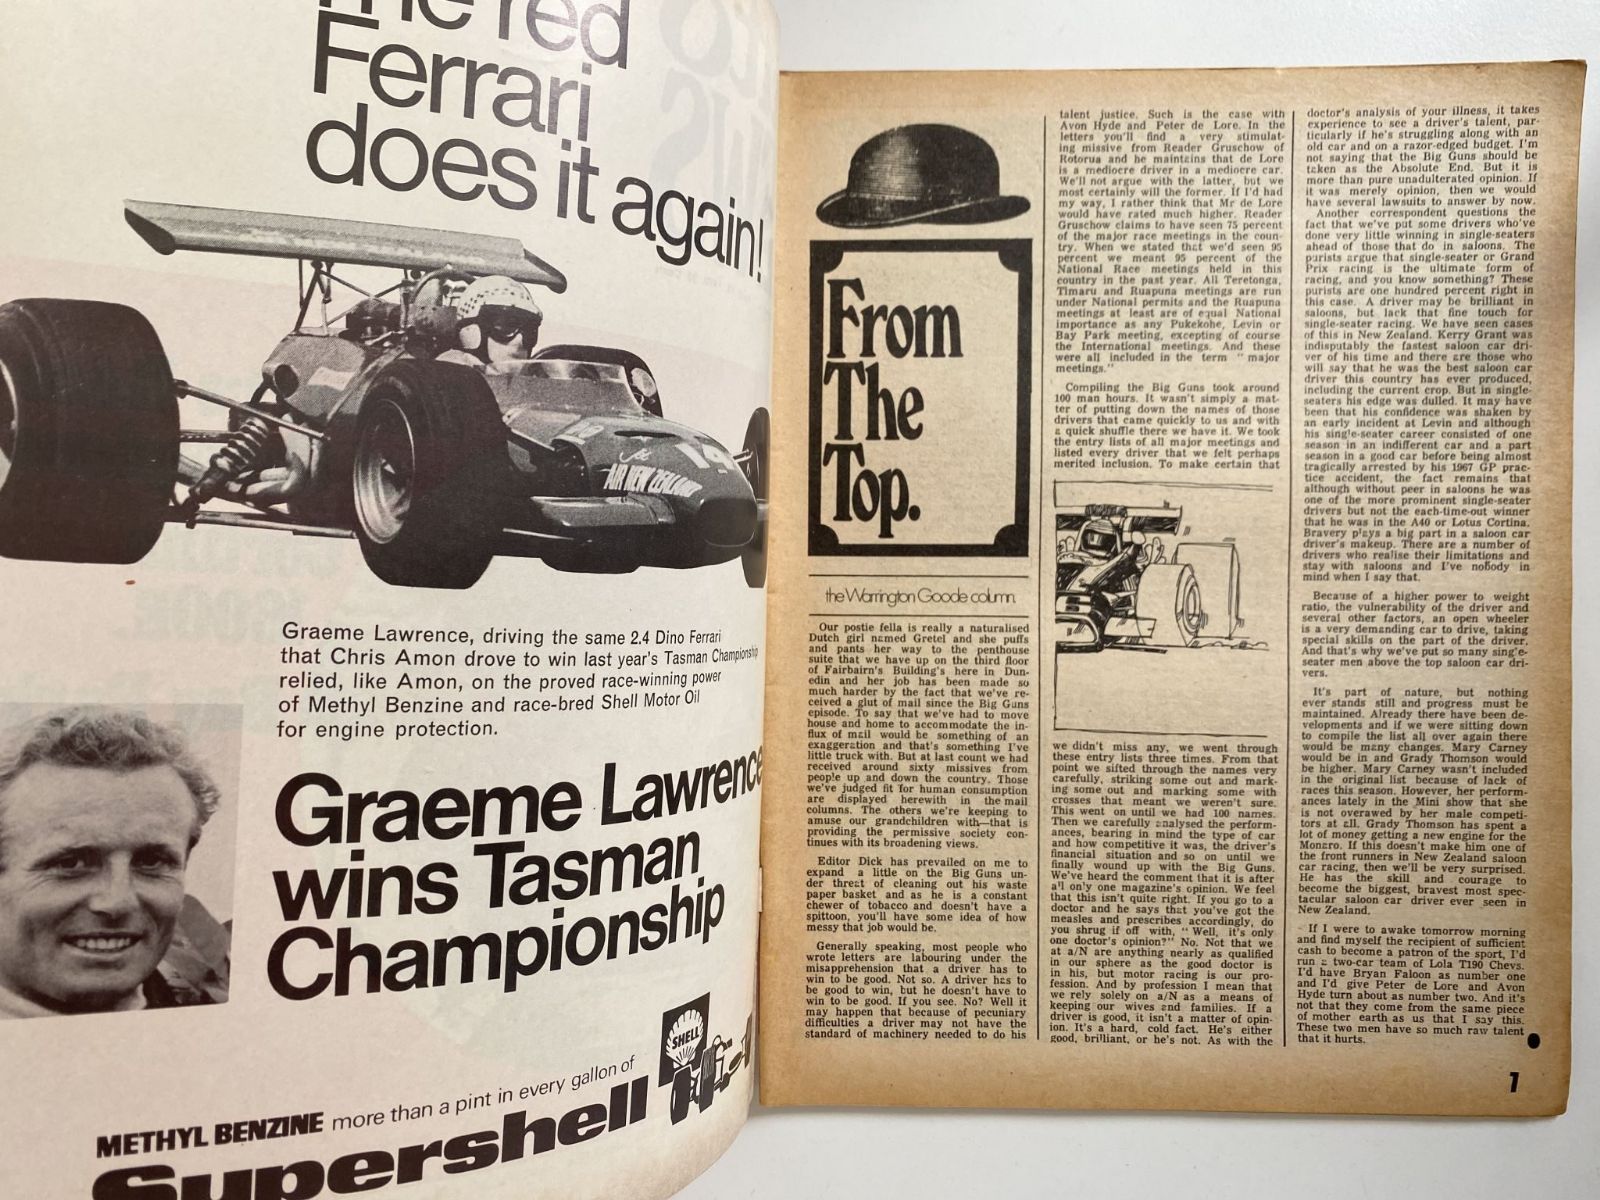 The red
Ferrari
does it again!
AIR NEW ZEALAND
14
Graeme Lawrence, driving the same 2.4 Dino Ferrari
that Chris Amon drove to win last year's Tasman Championship
relied, like Amon, on the proved race-winning power
of Methyl Benzine and race-bred Shell Motor Oil
for engine protection.
Graeme Lawrence
wins Tasman
Championship
SHELL
METHYL BENZINE more than a pint in every gallon of
Supershell
From
The
Top.
the Warrington Goode column.
Our postie fella is really a naturalised
Dutch girl named Gretel and she puffs
and pants her way to the penthouse
suite that we have up on the third floor
of Fairbairn's Building's here in Dun-
edin and her job has been made so
much harder by the fact that we've re-
ceived a glut of mail since the Big Guns
episode. To say that we've had to move
house and home to accommodate the in-
flux of mail would be something of an
exaggeration and that's something I've
little truck with. But at last count we had
received around sixty missives from
people up and down the country. Those
we've judged fit for human consumption
are displayed herewith in the mail
columns. The others we're keeping to
amuse our grandchildren with—that is
providing the permissive society con-
tinues with its broadening views.
Editor Dick has prevailed on me to
expand a little on the Big Guns un-
der threat of cleaning out his waste
paper basket and as he is a constant
chewer of tobacco and doesn't have a
spittoon, you'll have some idea of how
messy that job would be.
Generally speaking, most people who
wrote letters are labouring under the
misapprehension that a driver has to
win to be good. Not so. A driver has to
be good to win, but he doesn't have to
win to be good. If you see. No? Well it
may happen that because of pecuniary
difficulties a driver may not have the
standard of machinery needed to do his
talent justice. Such is the case with
Avon Hyde and Peter de Lore. In the
letters you'll find a very stimulat-
ing missive from Reader Gruschow of
Rotorua and he maintains that de Lore
is a mediocre driver in a mediocre car.
We'll not argue with the latter, but we
most certainly will the former. If I'd had
my way, I rather think that Mr de Lore
would have rated much higher. Reader
Gruschow claims to have seen 75 percent
of the major race meetings in the coun-
try. When we stated that we'd seen 95
percent we meant 95 percent of the
National Race meetings held in this
country in the past year. All Teretonga,
Timaru and Ruapuna meetings are run
under National permits and the Ruapuna
meetings at least are of equal National
importance as any Pukekohe, Levin or
Bay Park meeting, excepting of course
the International meetings. And these
were all included in the term "major
meetings."
Compiling the Big Guns took around
100 man hours. It wasn't simply a mat-
ter of putting down the names of those
drivers that came quickly to us and with
a quick shuffle there we have it. We took
the entry lists of all major meetings and
listed every driver that we felt perhaps
merited inclusion. To make certain that
we didn't miss any, we went through
these entry lists three times. From that
point we sifted through the names very
carefully, striking some out and mark-
ing some out and marking some with
crosses that meant we weren't sure.
This went on until we had 100 names.
Then we carefully analysed the perform-
ances, bearing in mind the type of car
and how competitive it was, the driver's
financial situation and so on until we
finally wound up with the Big Guns.
We've heard the comment that it is after
all only one magazine's opinion. We feel
that this isn't quite right. If you go to a
doctor and he says that you've got the
measles and prescribes accordingly, do
you shrug if off with, "Well, it's only
one doctor's opinion?" No. Not that we
at a/N are anything nearly as qualified
in our sphere as the good doctor is
in his, but motor racing is our pro-
fession. And by profession I mean that
we rely solely on a/N as a means of
keeping our wives and families. If a
driver is good, it isn't a matter of opin-
ion. It's a hard, cold fact. He's either
good, brilliant, or he's not. As with the
doctor's analysis of your illness, it takes
experience to see a driver's talent, par-
ticularly if he's struggling along with an
old car and on a razor-edged budget. I'm
not saying that the Big Guns should be
taken as the Absolute End. But it is
more than pure unadulterated opinion. If
it was merely opinion, then we would
have several lawsuits to answer by now.
Another correspondent questions the
fact that we've put some drivers who've
done very little winning in single-seaters
ahead of those that do in saloons. The
purists argue that single-seater or Grand
Prix racing is the ultimate form of
racing, and you know something? These
purists are one hundred percent right in
this case. A driver may be brilliant in
saloons, but lack that fine touch for
single-seater racing. We have seen cases
of this in New Zealand. Kerry Grant was
indisputably the fastest saloon car dri-
ver of his time and there are those who
will say that he was the best saloon car
driver this country has ever produced,
including the current crop. But in single-
seaters his edge was dulled. It may have
been that his confidence was shaken by
an early incident at Levin and although
his single-seater career consisted of one
season in an indifferent car and a part
season in a good car before being almost
tragically arrested by his 1967 GP prac-
tice accident, the fact remains that
although without peer in saloons he was
one of the more prominent single-seater
drivers but not the each-time-out winner
that he was in the A40 or Lotus Cortina.
Bravery plays a big part in a saloon car
driver's makeup. There are a number of
drivers who realise their limitations and
stay with saloons and I've nobody in
mind when I say that.
Because of a higher power to weight
ratio, the vulnerability of the driver and
several other factors, an open wheeler
is a very demanding car to drive, taking
special skills on the part of the driver.
And that's why we've put so many single-
seater men above the top saloon car dri-
vers.
It's part of nature, but nothing
ever stands still and progress must be
maintained. Already there have been de-
velopments and if we were sitting down
to compile the list all over again there
would be many changes. Mary Carney
would be in and Grady Thomson would
be higher. Mary Carney wasn't included
in the original list because of lack of
races this season. However, her perform-
ances lately in the Mini show that she
is not overawed by her male competi-
tors at all. Grady Thomson has spent a
lot of money getting a new engine for the
Monaro. If this doesn't make him one of
the front runners in New Zealand saloon
car racing, then we'll be very surprised.
He has the skill and courage to
become the biggest, bravest most spec-
tacular saloon car driver ever seen in
New Zealand.
If I were to awake tomorrow morning
and find myself the recipient of sufficient
cash to become a patron of the sport, I'd
run a two-car team of Lola T190 Chevs.
I'd have Bryan Faloon as number one
and I'd give Peter de Lore and Avon
Hyde turn about as number two. And it's
not that they come from the same piece
of mother earth as us that I say this.
These two men have so much raw talent
that it hurts.
7